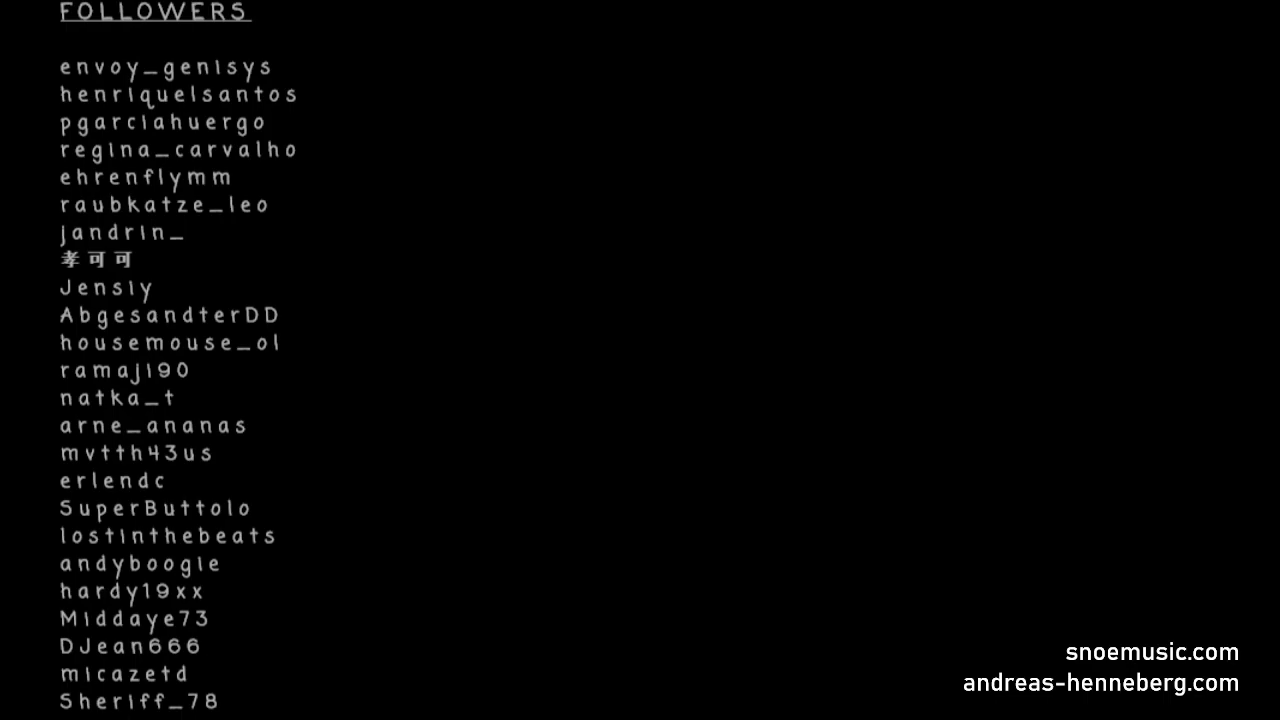 FOLLOWERS
envoy_genisys
henriquelsantos
pgarciahuergo
regina_carvalho
ehrenflymm
raubkatze_leo
jandrin_
孝可可
Jensly
AbgesandterDD
housemouse_ol
ramaji90
natka_t
arne_ananas
mvtth43us
erlendc
SuperButtolo
lostinthebeats
andyboogie
hardy19xx
Middaye73
DJean666
micazetd
Sheriff_78
snoemusic.com
andreas-henneberg.com